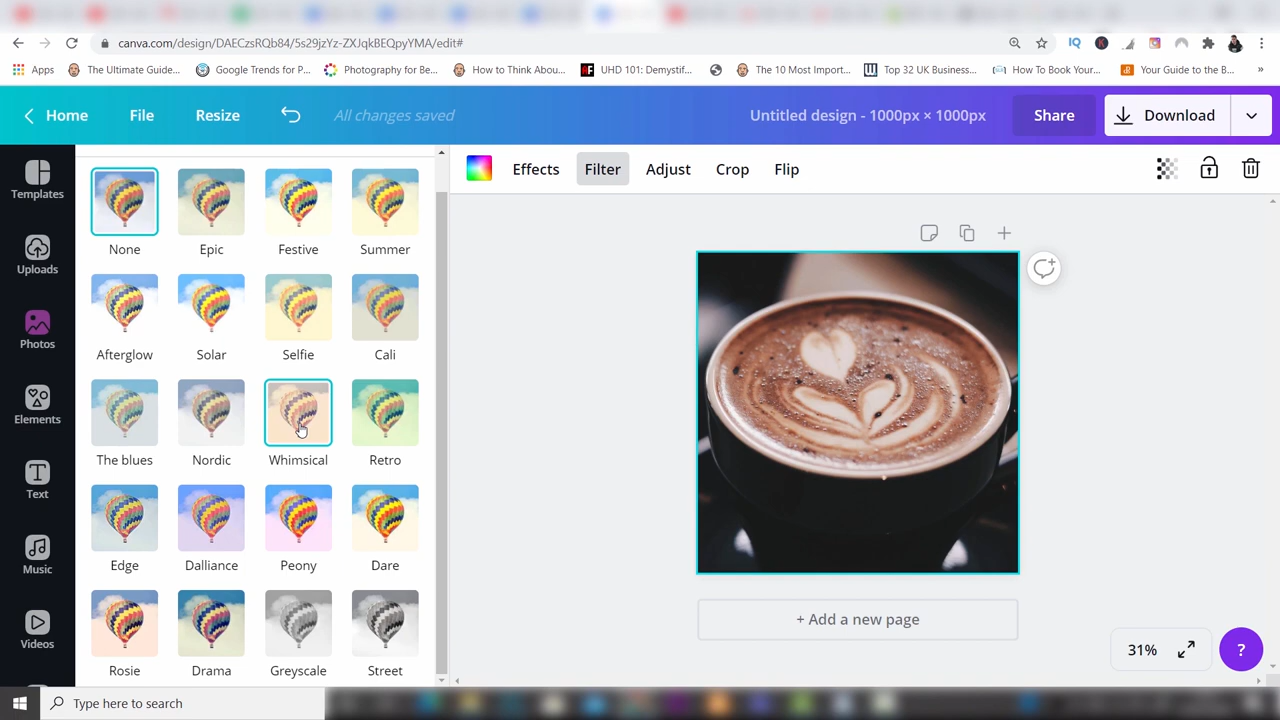 canva.com/design/DAECzsRQb84/5s29jzYz-ZXJqkBEQpyYMA/edit#
Apps The Ultimate Guide... Google Trends for P... Photography for Be... How to Think Abou... UHD 101: Demystif... The 10 Most Import... Top 32 UK Business... How To Book Your... Your Guide to the B... »
Home File Resize All changes saved Untitled design - 1000px × 1000px Share Download
Effects Filter Adjust Crop Flip
Templates
Uploads
Photos
Elements
Text
Music
Videos
None Epic Festive Summer
Afterglow Solar Selfie Cali
The blues Nordic Whimsical Retro
Edge Dalliance Peony Dare
Rosie Drama Greyscale Street
+ Add a new page
31% ?
Type here to search